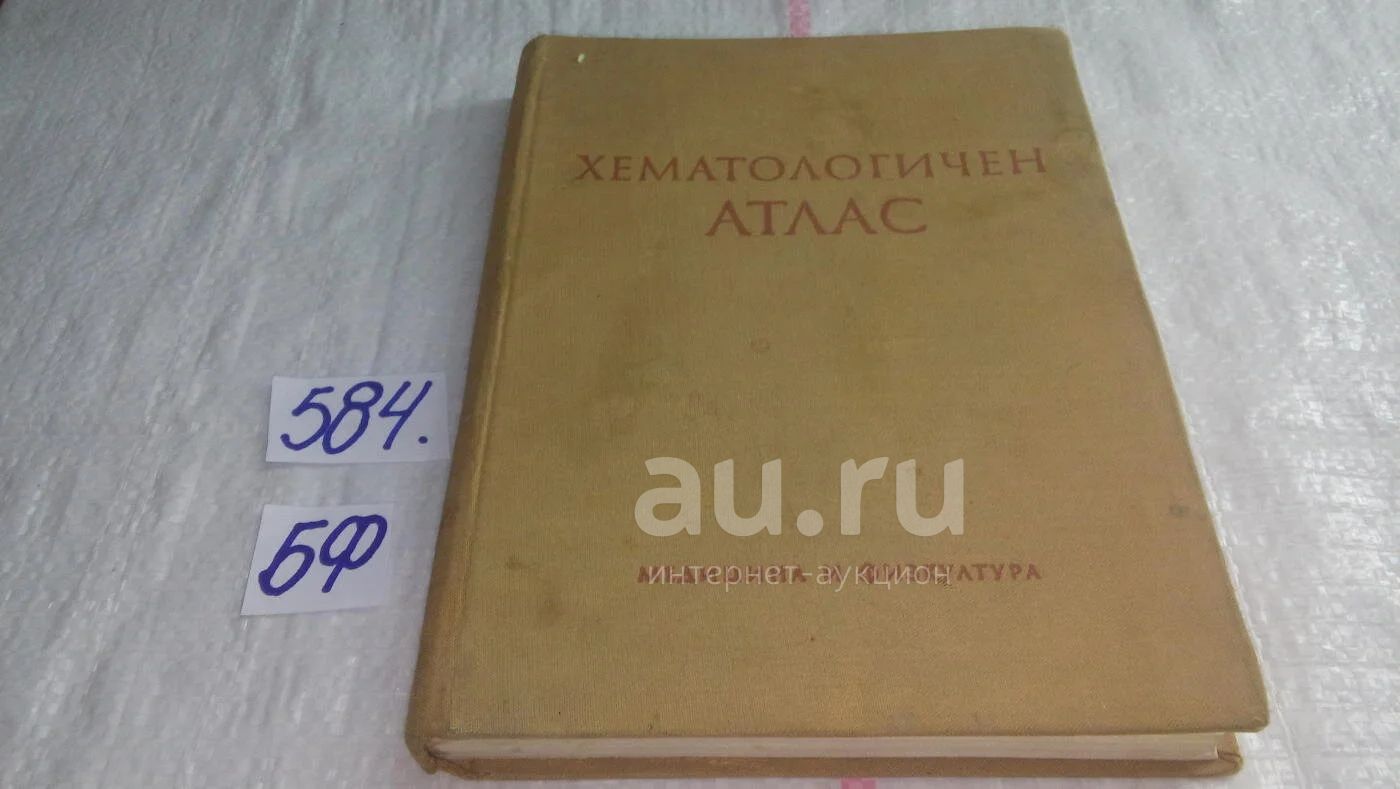 ХЕМАТОЛОГИЧЕН
АТЛАС
584.
БФ
au.ru
интернет-аукцион